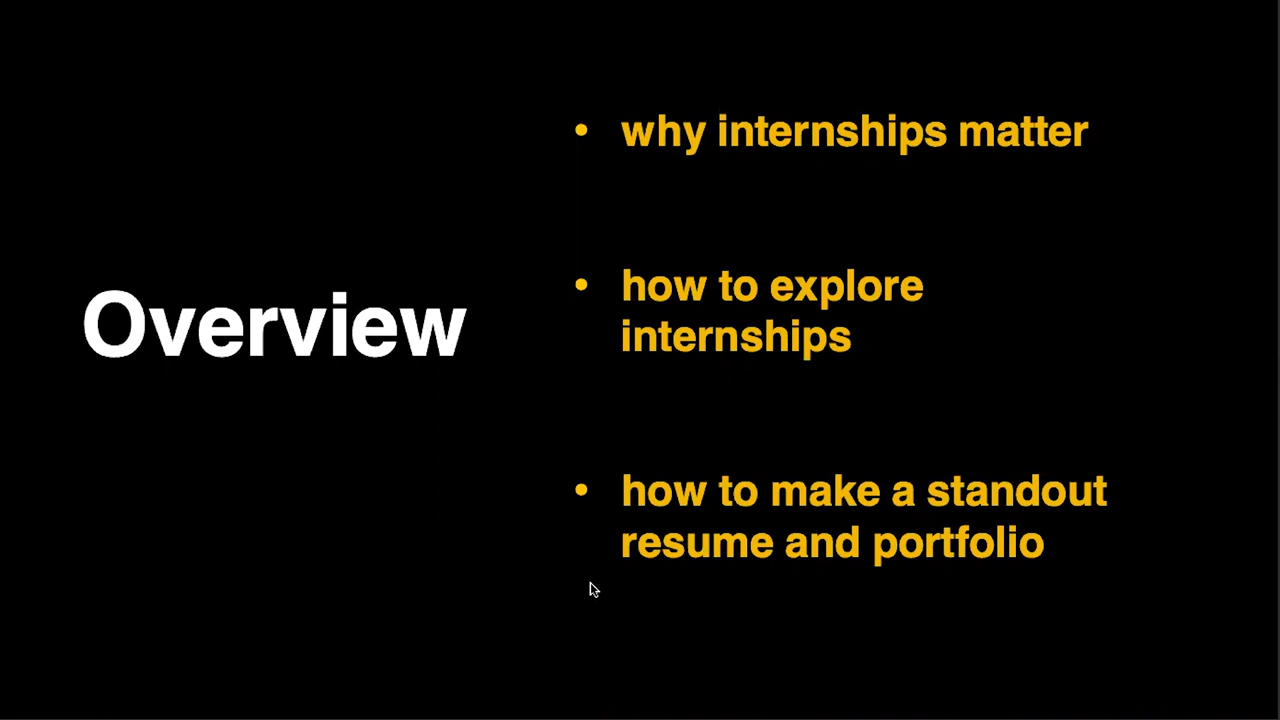 Overview
• why internships matter
• how to explore
internships
• how to make a standout
resume and portfolio